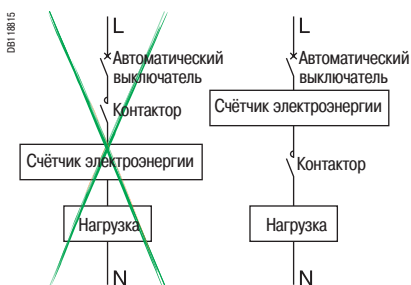 DB118815
L
Автоматический
выключатель
Контактор
Счётчик электроэнергии
Нагрузка
N
L
Автоматический
выключатель
Счётчик электроэнергии
Контактор
Нагрузка
N